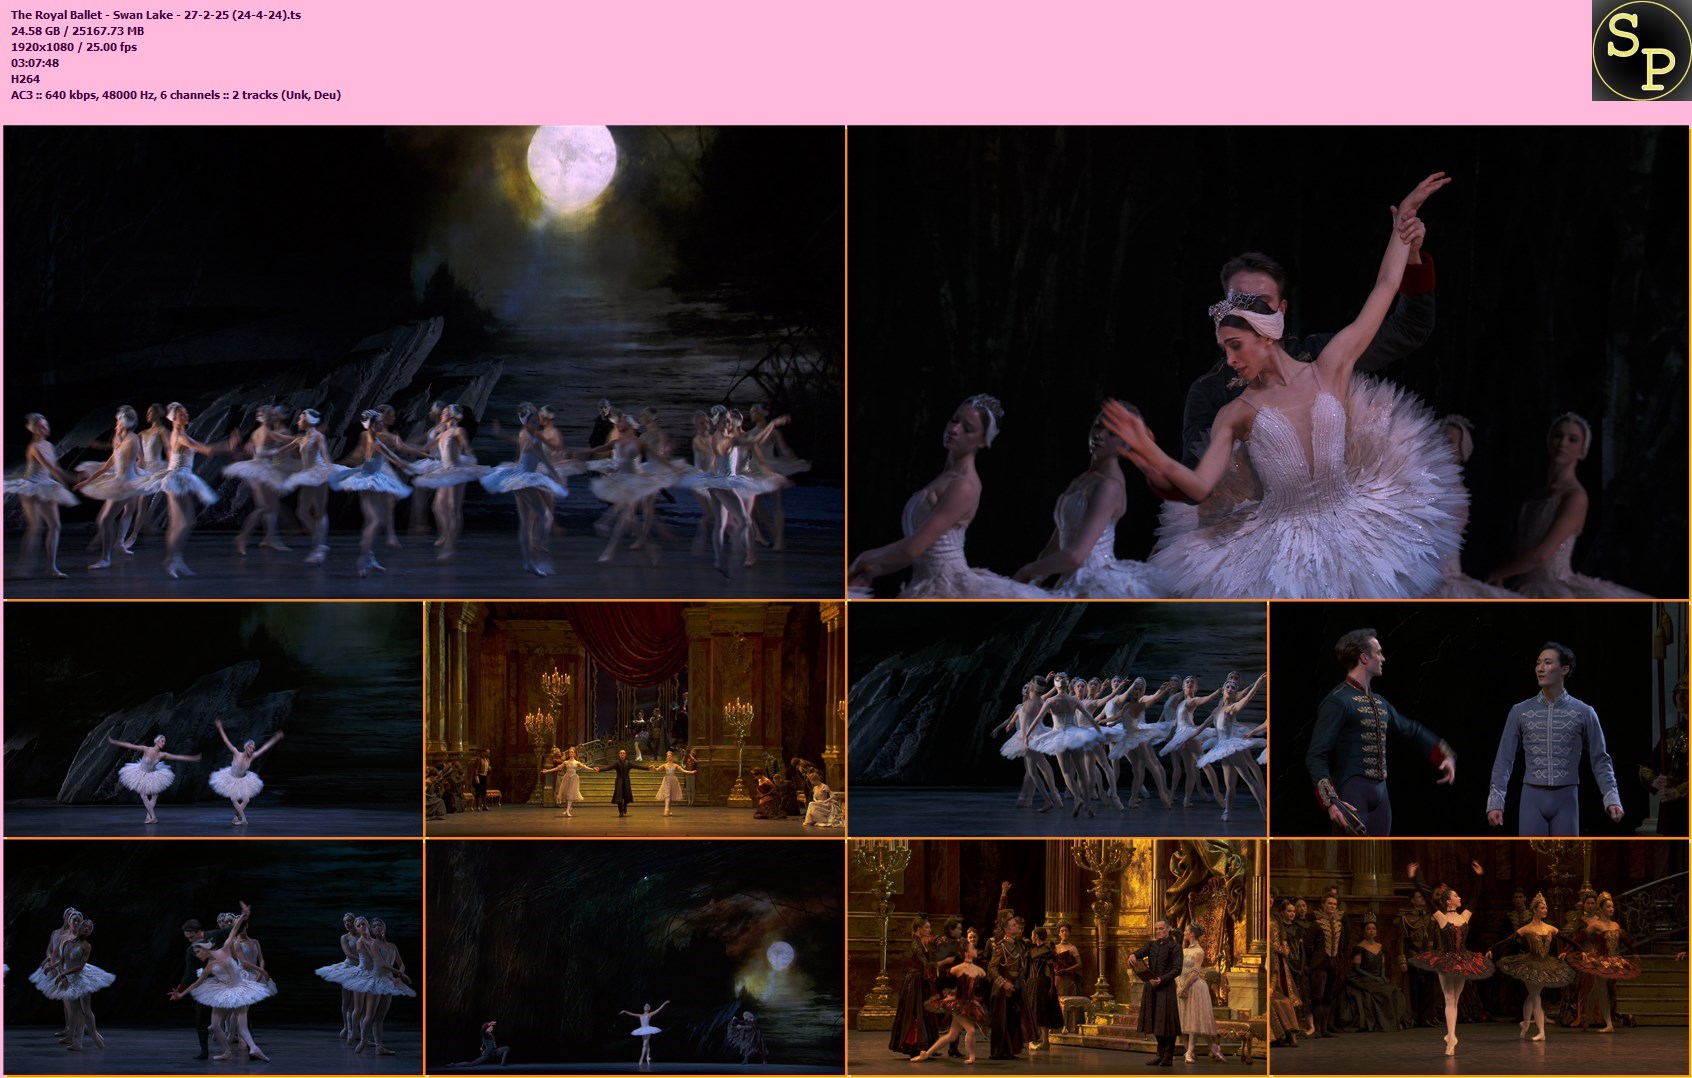 The Royal Ballet - Swan Lake - 27-2-25 (24-4-24).ts
24.58 GB / 25167.73 MB
1920x1080 / 25.00 fps
03:07:48
H264
AC3 :: 640 kbps, 48000 Hz, 6 channels :: 2 tracks (Unk, Deu)
SP